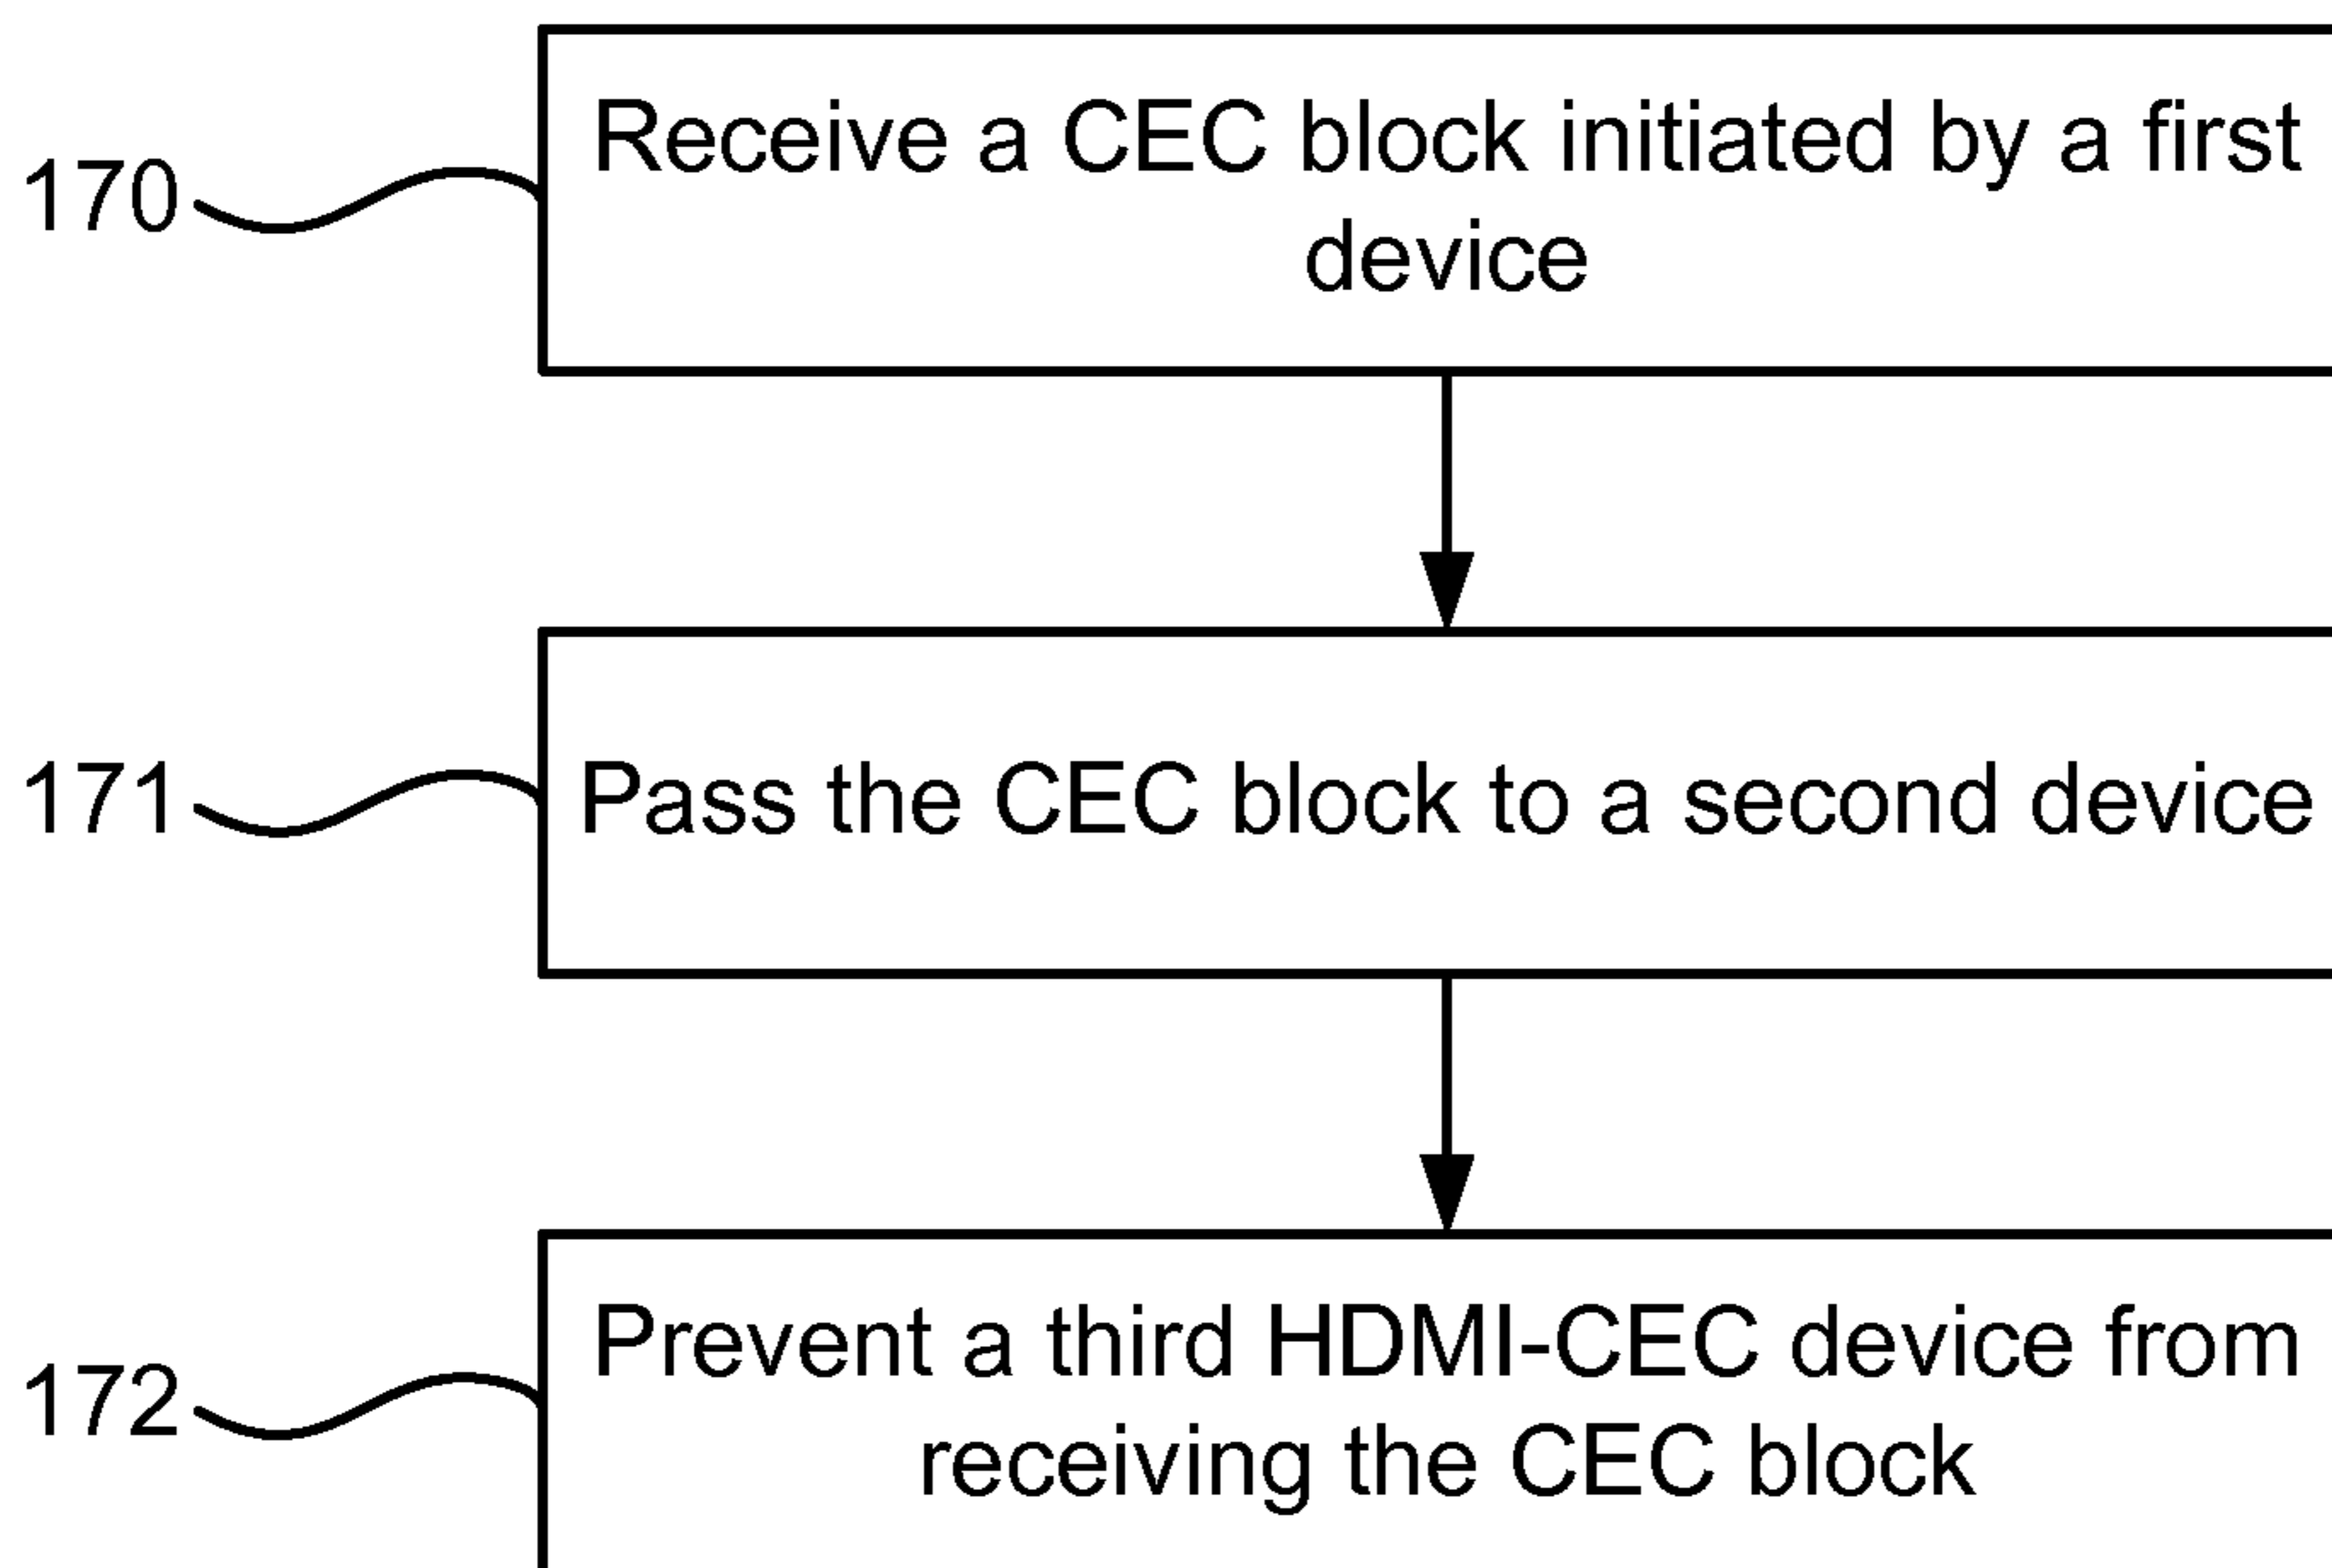 170
Receive a CEC block initiated by a first
device
171
Pass the CEC block to a second device
172
Prevent a third HDMI-CEC device from
receiving the CEC block